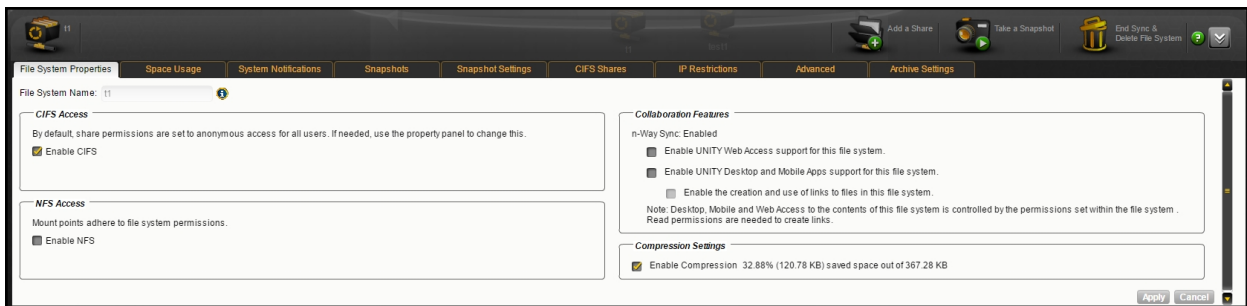 t1
t1
Add a Share
Take a Snapshot
End Sync &
Delete File System
File System Properties
Space Usage
System Notifications
Snapshots
Snapshot Settings
CIFS Shares
IP Restrictions
Advanced
Archive Settings
File System Name: t1
CIFS Access
By default, share permissions are set to anonymous access for all users. If needed, use the property panel to change this.
Enable CIFS
NFS Access
Mount points adhere to file system permissions.
Enable NFS
Collaboration Features
n-Way Sync: Enabled
Enable UNITY Web Access support for this file system.
Enable UNITY Desktop and Mobile Apps support for this file system.
Enable the creation and use of links to files in this file system.
Note: Desktop, Mobile and Web Access to the contents of this file system is controlled by the permissions set within the file system .
Read permissions are needed to create links.
Compression Settings
Enable Compression 32.88% (120.78 KB) saved space out of 367.28 KB
Apply Cancel